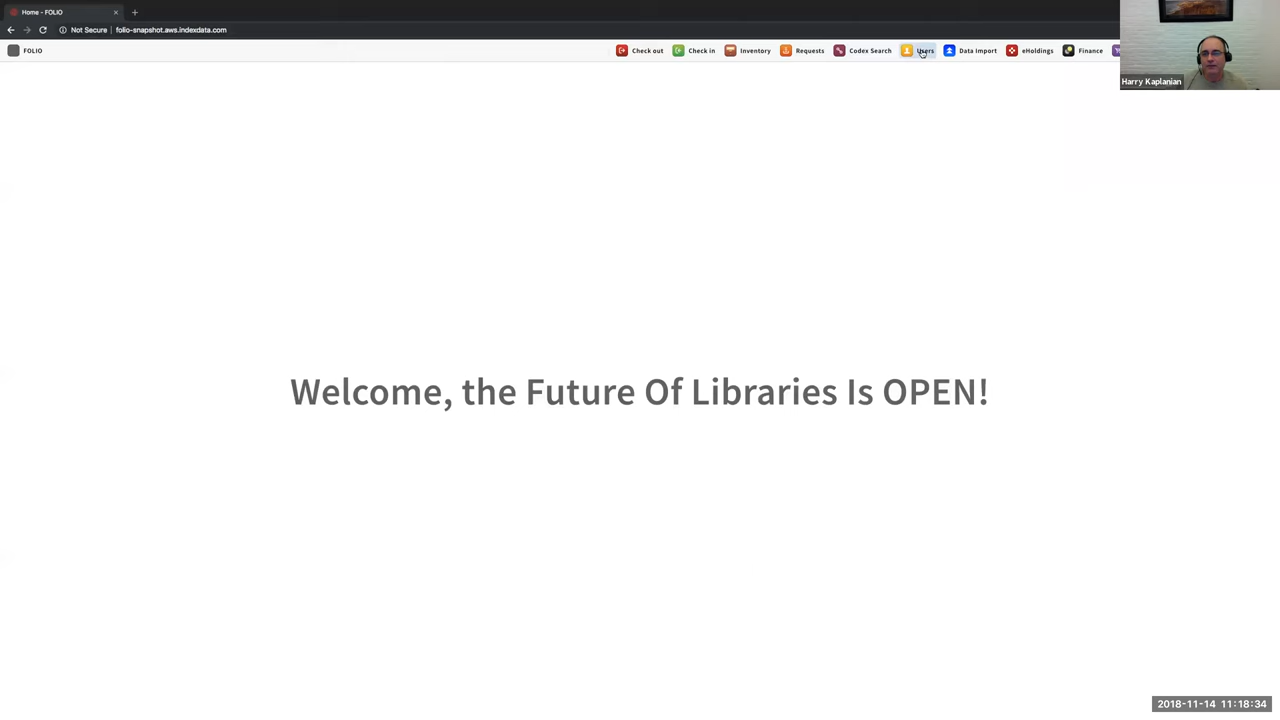 Home - FOLIO
Not Secure | folio-snapshot.aws.indexdata.com
FOLIO Check out Check in Inventory Requests Codex Search Users Data Import eHoldings Finance
Harry Kaplanian
Welcome, the Future Of Libraries Is OPEN!
2018-11-14 11:18:34